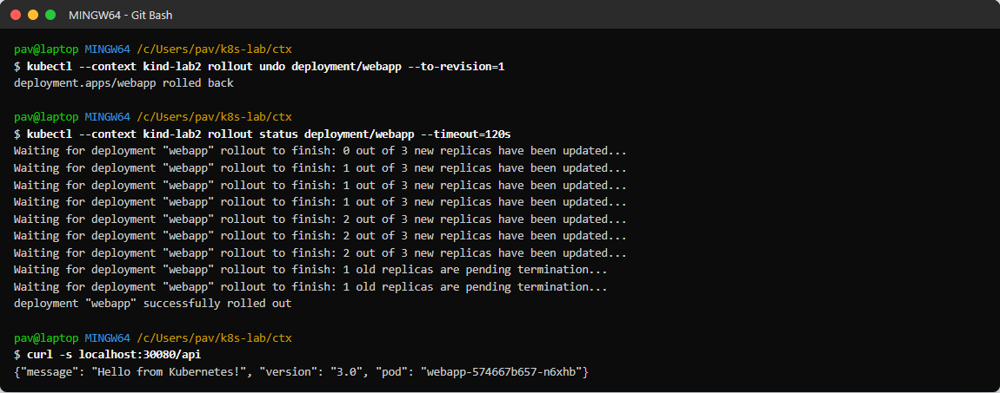 MINGW64 - Git Bash
pav@laptop MINGW64 /c/Users/pav/k8s-lab/ctx
$ kubectl --context kind-lab2 rollout undo deployment/webapp --to-revision=1
deployment.apps/webapp rolled back
pav@laptop MINGW64 /c/Users/pav/k8s-lab/ctx
$ kubectl --context kind-lab2 rollout status deployment/webapp --timeout=120s
Waiting for deployment "webapp" rollout to finish: 0 out of 3 new replicas have been updated...
Waiting for deployment "webapp" rollout to finish: 1 out of 3 new replicas have been updated...
Waiting for deployment "webapp" rollout to finish: 1 out of 3 new replicas have been updated...
Waiting for deployment "webapp" rollout to finish: 1 out of 3 new replicas have been updated...
Waiting for deployment "webapp" rollout to finish: 2 out of 3 new replicas have been updated...
Waiting for deployment "webapp" rollout to finish: 2 out of 3 new replicas have been updated...
Waiting for deployment "webapp" rollout to finish: 2 out of 3 new replicas have been updated...
Waiting for deployment "webapp" rollout to finish: 1 old replicas are pending termination...
Waiting for deployment "webapp" rollout to finish: 1 old replicas are pending termination...
deployment "webapp" successfully rolled out
pav@laptop MINGW64 /c/Users/pav/k8s-lab/ctx
$ curl -s localhost:30080/api
{"message": "Hello from Kubernetes!", "version": "3.0", "pod": "webapp-574667b657-n6xhb"}